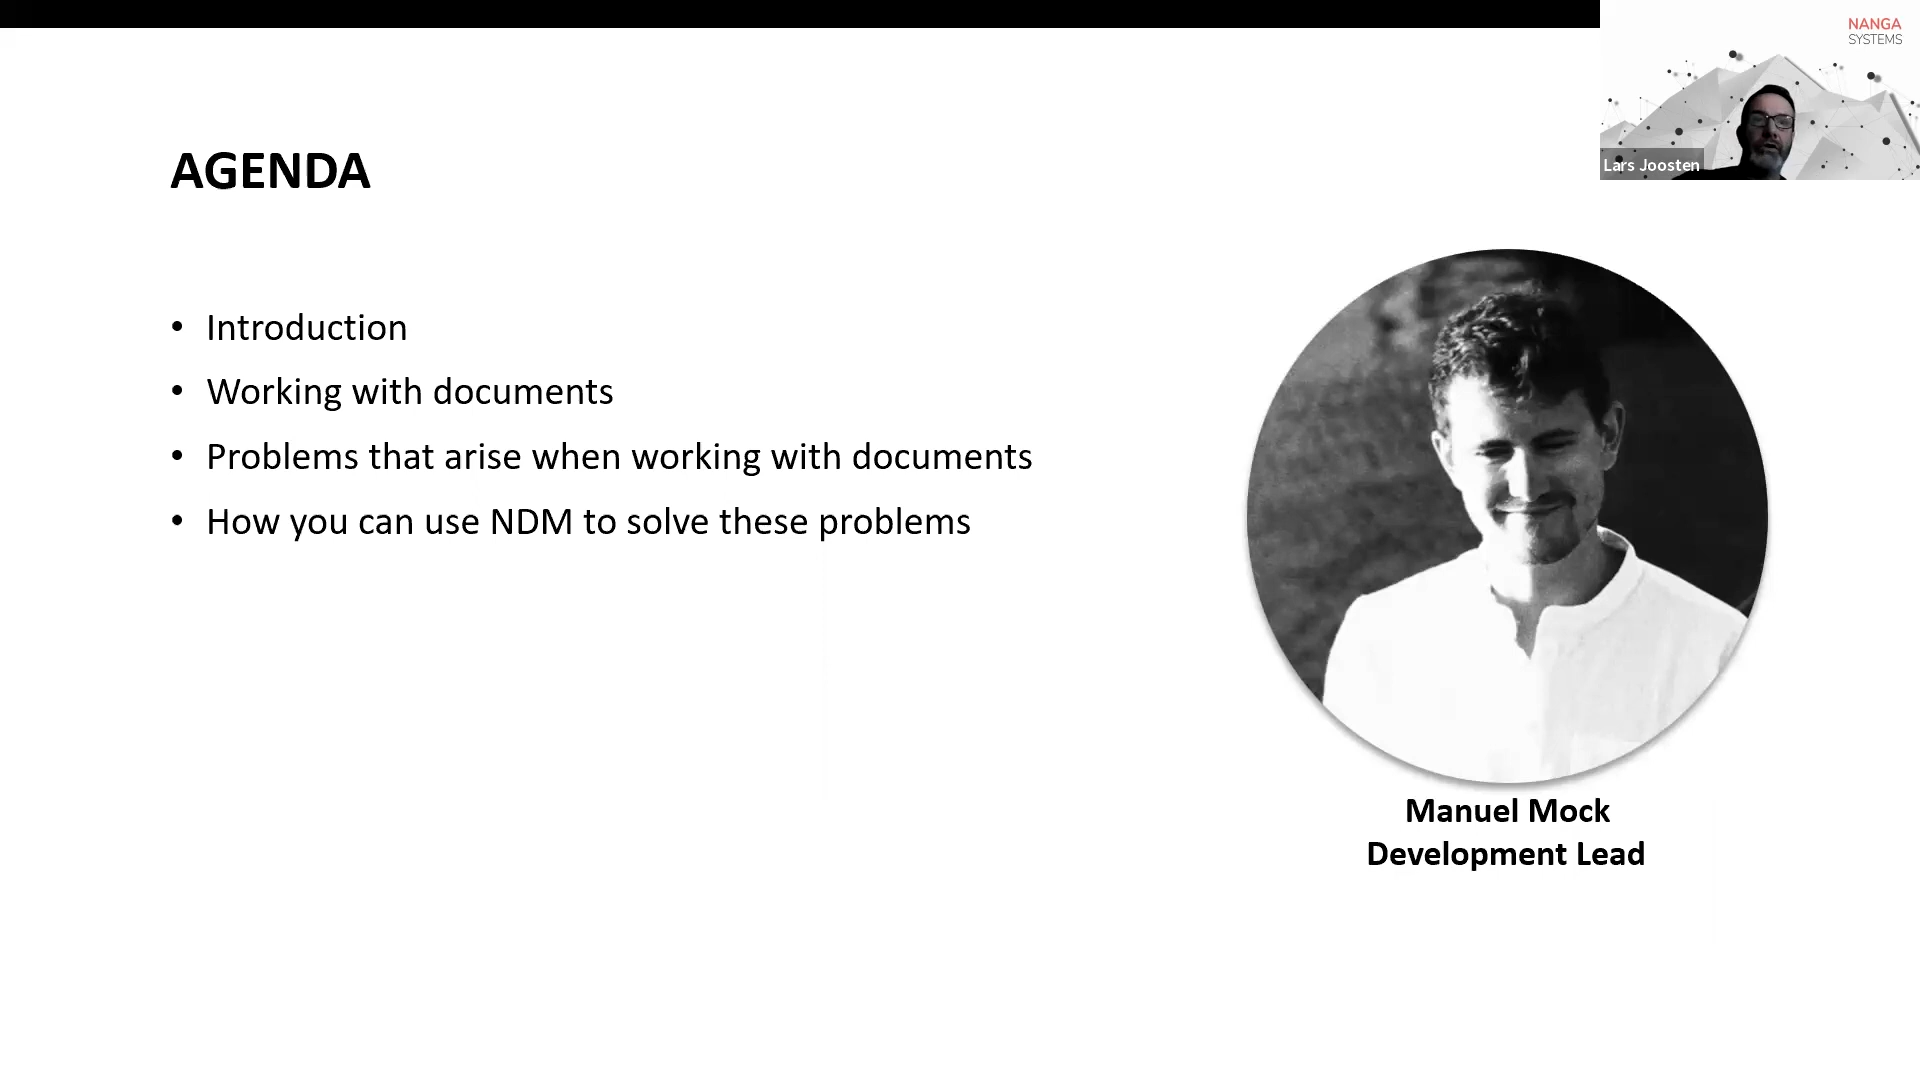 NANGA
SYSTEMS
Lars Joosten
AGENDA
• Introduction
• Working with documents
• Problems that arise when working with documents
• How you can use NDM to solve these problems
Manuel Mock
Development Lead